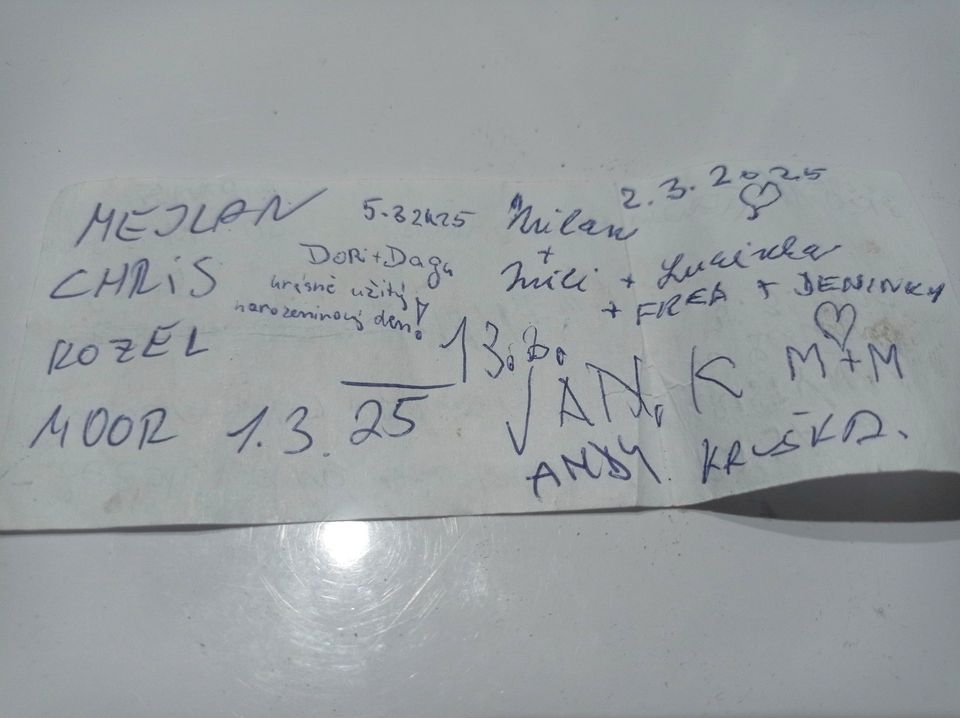 MEJLAN
CHRIS
ROZEL
MOOR 1.3. 25
5.3 2025
Dori+Daga
krásně užitý
narozeninový den!
2.3.2025
Milan
+
Mili + Lucinka
+ FREA + DENINKY
M+M
13.3.
JAN. K
ANDY. KRUŠKA.